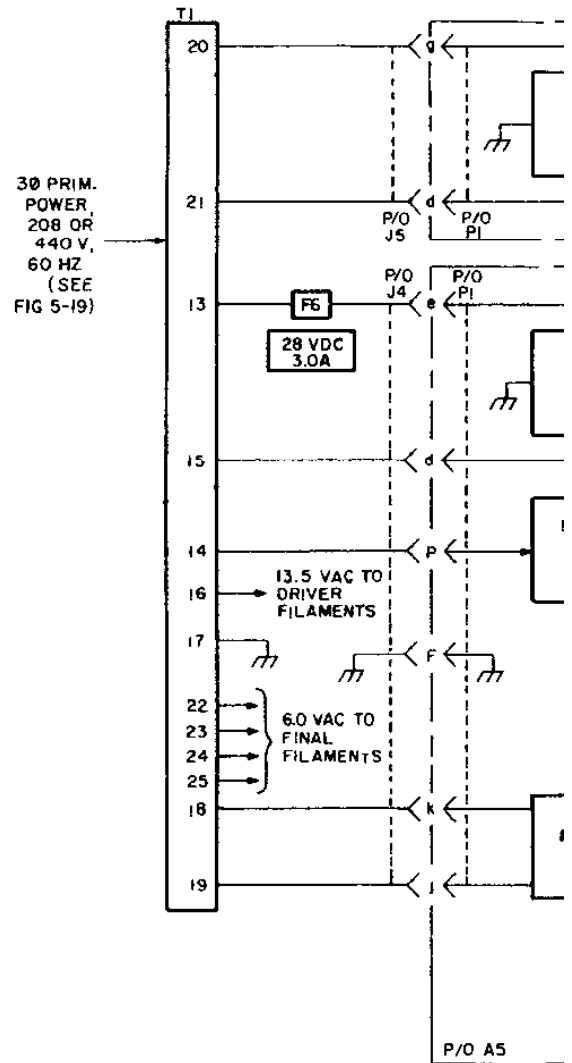 T1
20
g
30 PRIM.
POWER,
208 OR
440 V,
60 HZ
(SEE
FIG 5-19)
21
d
P/O
J5
P/O
P1
P/O
J4
P/O
P1
13
F6
e
28 VDC
3.0A
15
d
14
P
16
13.5 VAC TO
DRIVER
FILAMENTS
17
F
22
23
24
25
6.0 VAC TO
FINAL
FILAMENTS
18
k
19
j
P/O A5